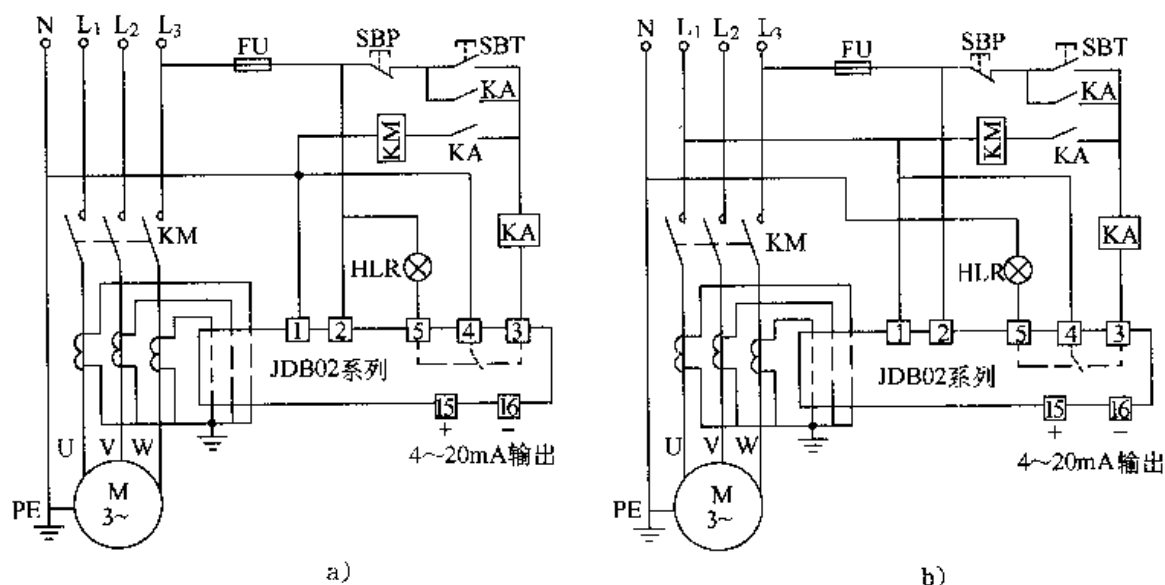 N L₁ L₂ L₃
FU
SBP
SBT
KA
KM
KA
KM
KA
HLR
1 2 5 4 3
JDB02系列
15 16
+ −
4～20mA输出
U V W
M
3~
PE
a）
N L₁ L₂ L₃
FU
SBP
SBT
KA
KM
KA
KM
KA
HLR
1 2 5 4 3
JDB02系列
15 16
+ −
4～20mA输出
U V W
M
3~
PE
b）